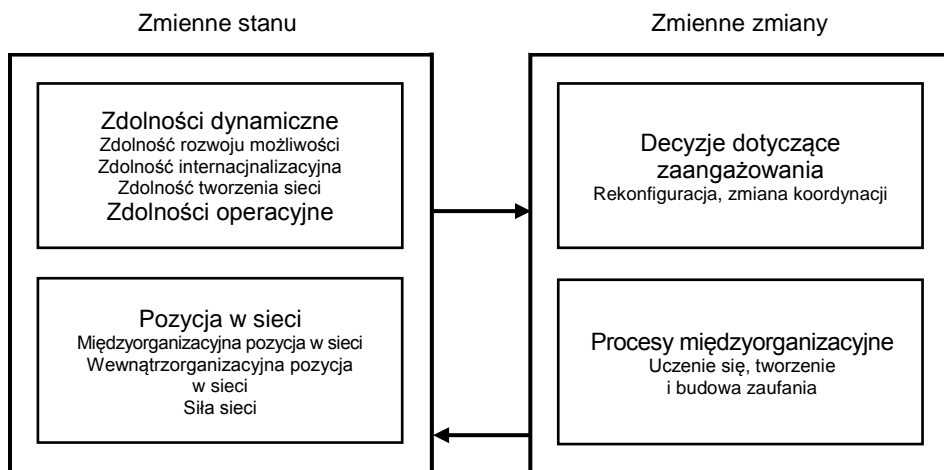 Zmienne stanu
Zdolności dynamiczne
Zdolność rozwoju możliwości
Zdolność internacjnalizacyjna
Zdolność tworzenia sieci
Zdolności operacyjne
Pozycja w sieci
Międzyorganizacyjna pozycja w sieci
Wewnątrzorganizacyjna pozycja
w sieci
Siła sieci
Zmienne zmiany
Decyzje dotyczące
zaangażowania
Rekonfiguracja, zmiana koordynacji
Procesy międzyorganizacyjne
Uczenie się, tworzenie
i budowa zaufania